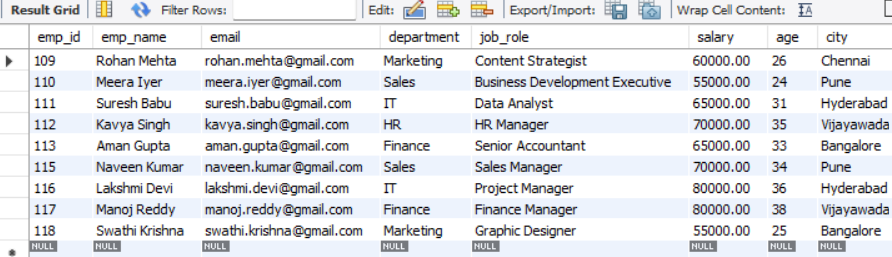 Result Grid Filter Rows: Edit: Export/Import: Wrap Cell Content:
emp_id emp_name email department job_role salary age city
109 Rohan Mehta rohan.mehta@gmail.com Marketing Content Strategist 60000.00 26 Chennai
110 Meera Iyer meera.iyer@gmail.com Sales Business Development Executive 55000.00 24 Pune
111 Suresh Babu suresh.babu@gmail.com IT Data Analyst 65000.00 31 Hyderabad
112 Kavya Singh kavya.singh@gmail.com HR HR Manager 70000.00 35 Vijayawada
113 Aman Gupta aman.gupta@gmail.com Finance Senior Accountant 65000.00 33 Bangalore
115 Naveen Kumar naveen.kumar@gmail.com Sales Sales Manager 70000.00 34 Pune
116 Lakshmi Devi lakshmi.devi@gmail.com IT Project Manager 80000.00 36 Hyderabad
117 Manoj Reddy manoj.reddy@gmail.com Finance Finance Manager 80000.00 38 Vijayawada
118 Swathi Krishna swathi.krishna@gmail.com Marketing Graphic Designer 55000.00 25 Bangalore
NULL NULL NULL NULL NULL NULL NULL NULL